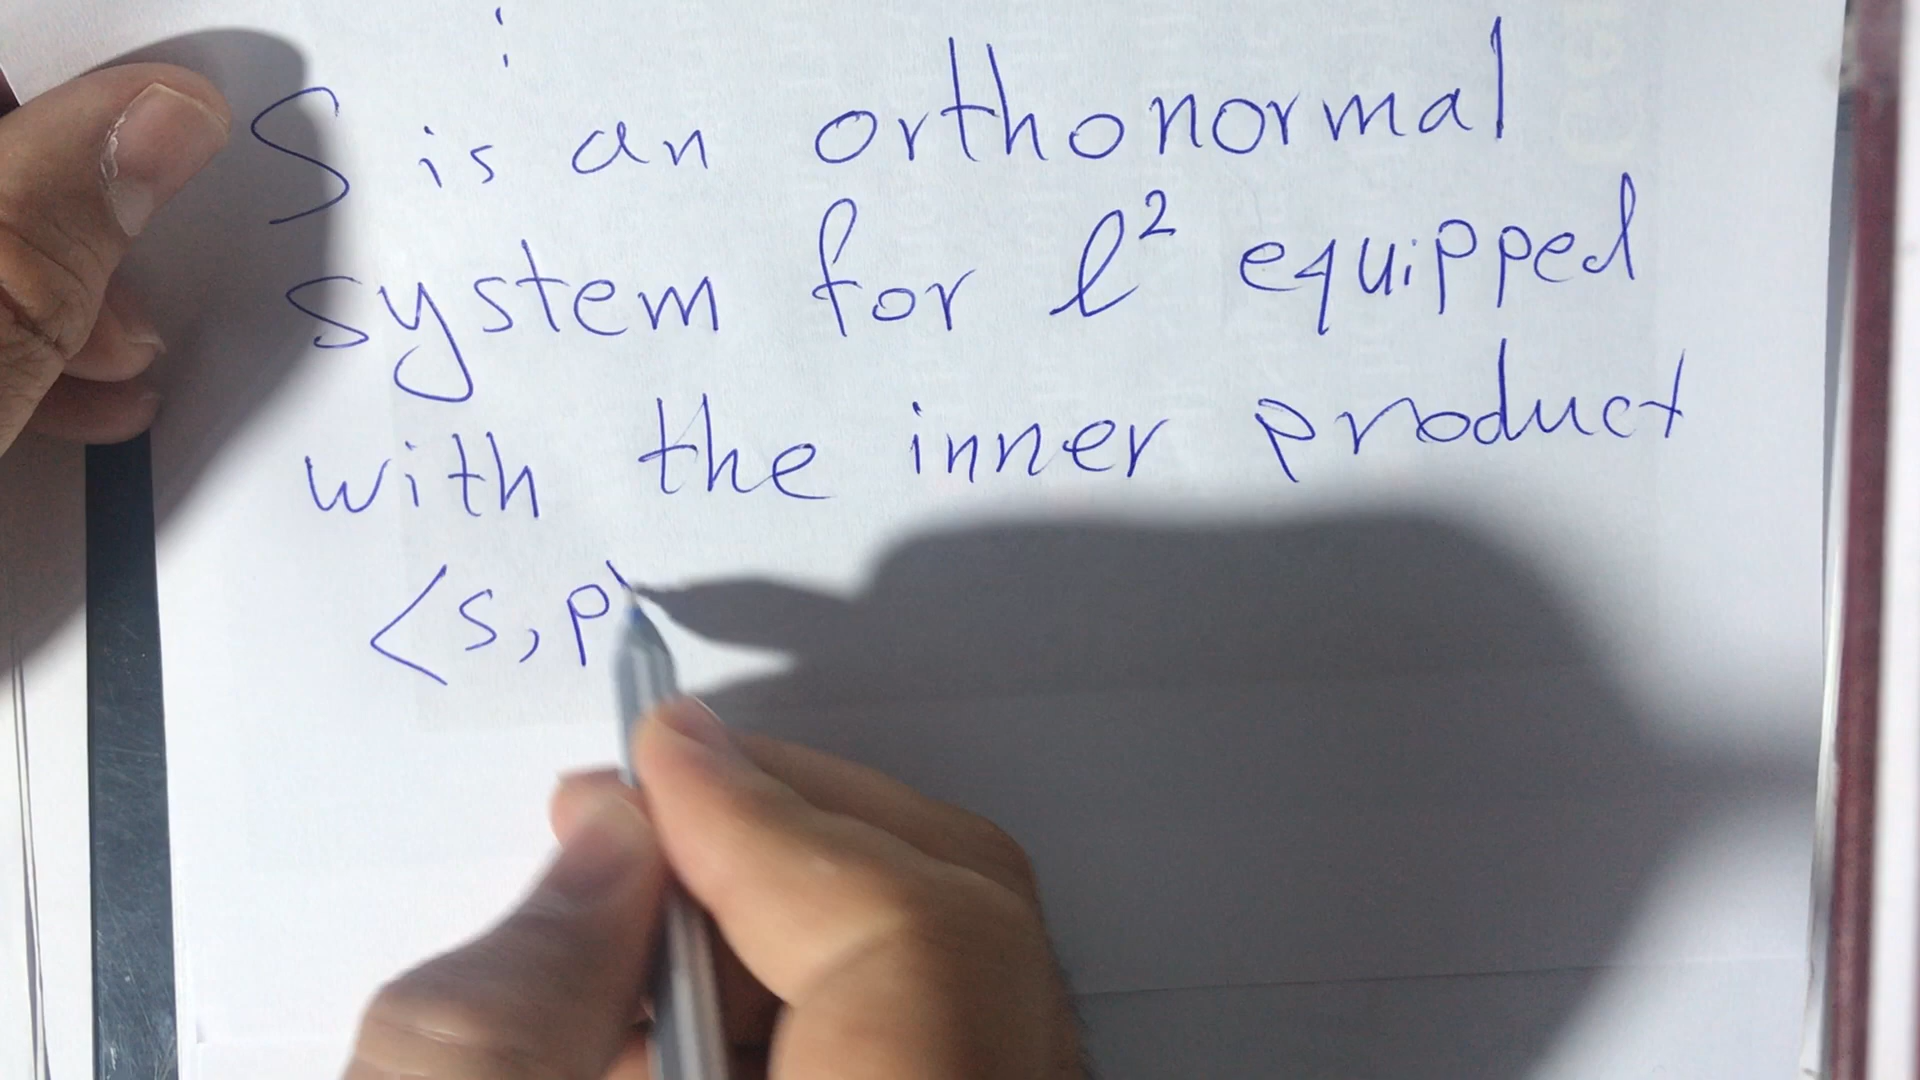 S is an orthonormal
system for l² equipped
with the inner product
<s, p